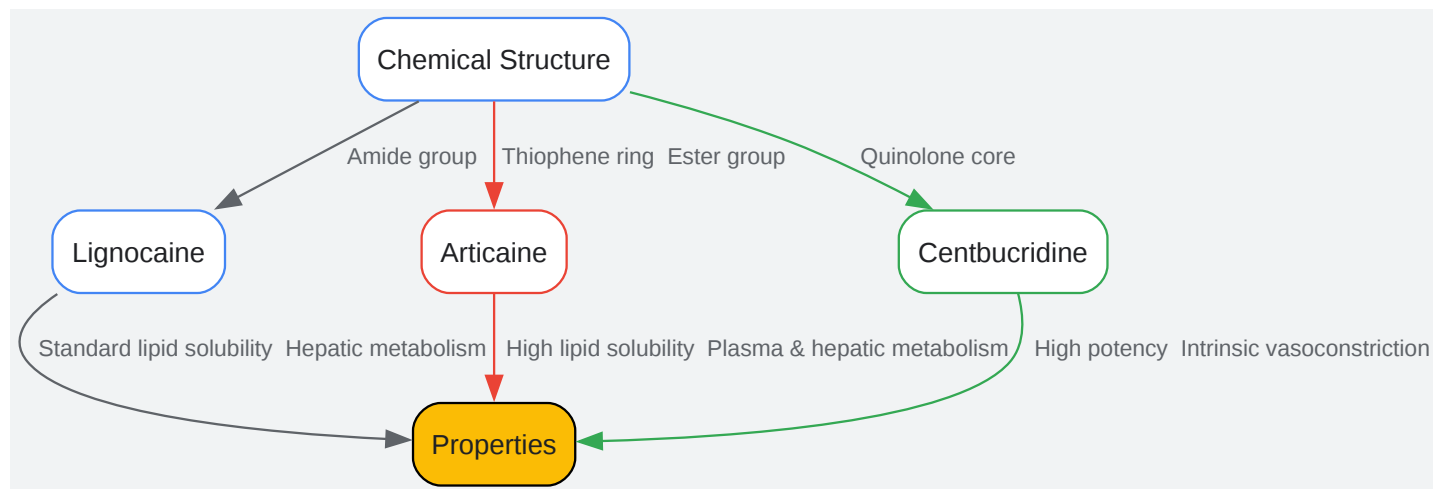 Chemical Structure
Amide group
Thiophene ring  Ester group
Quinolone core
Lignocaine
Articaine
Centbucridine
Standard lipid solubility  Hepatic metabolism
High lipid solubility  Plasma & hepatic metabolism
High potency  Intrinsic vasoconstriction
Properties